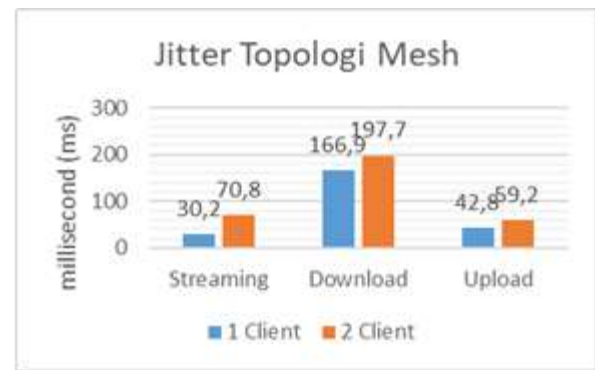 Jitter Topologi Mesh
millisecond (ms)
300
200
100
0
30,2
70,8
166,9
197,7
42,8
59,2
Streaming Download Upload
1 Client 2 Client